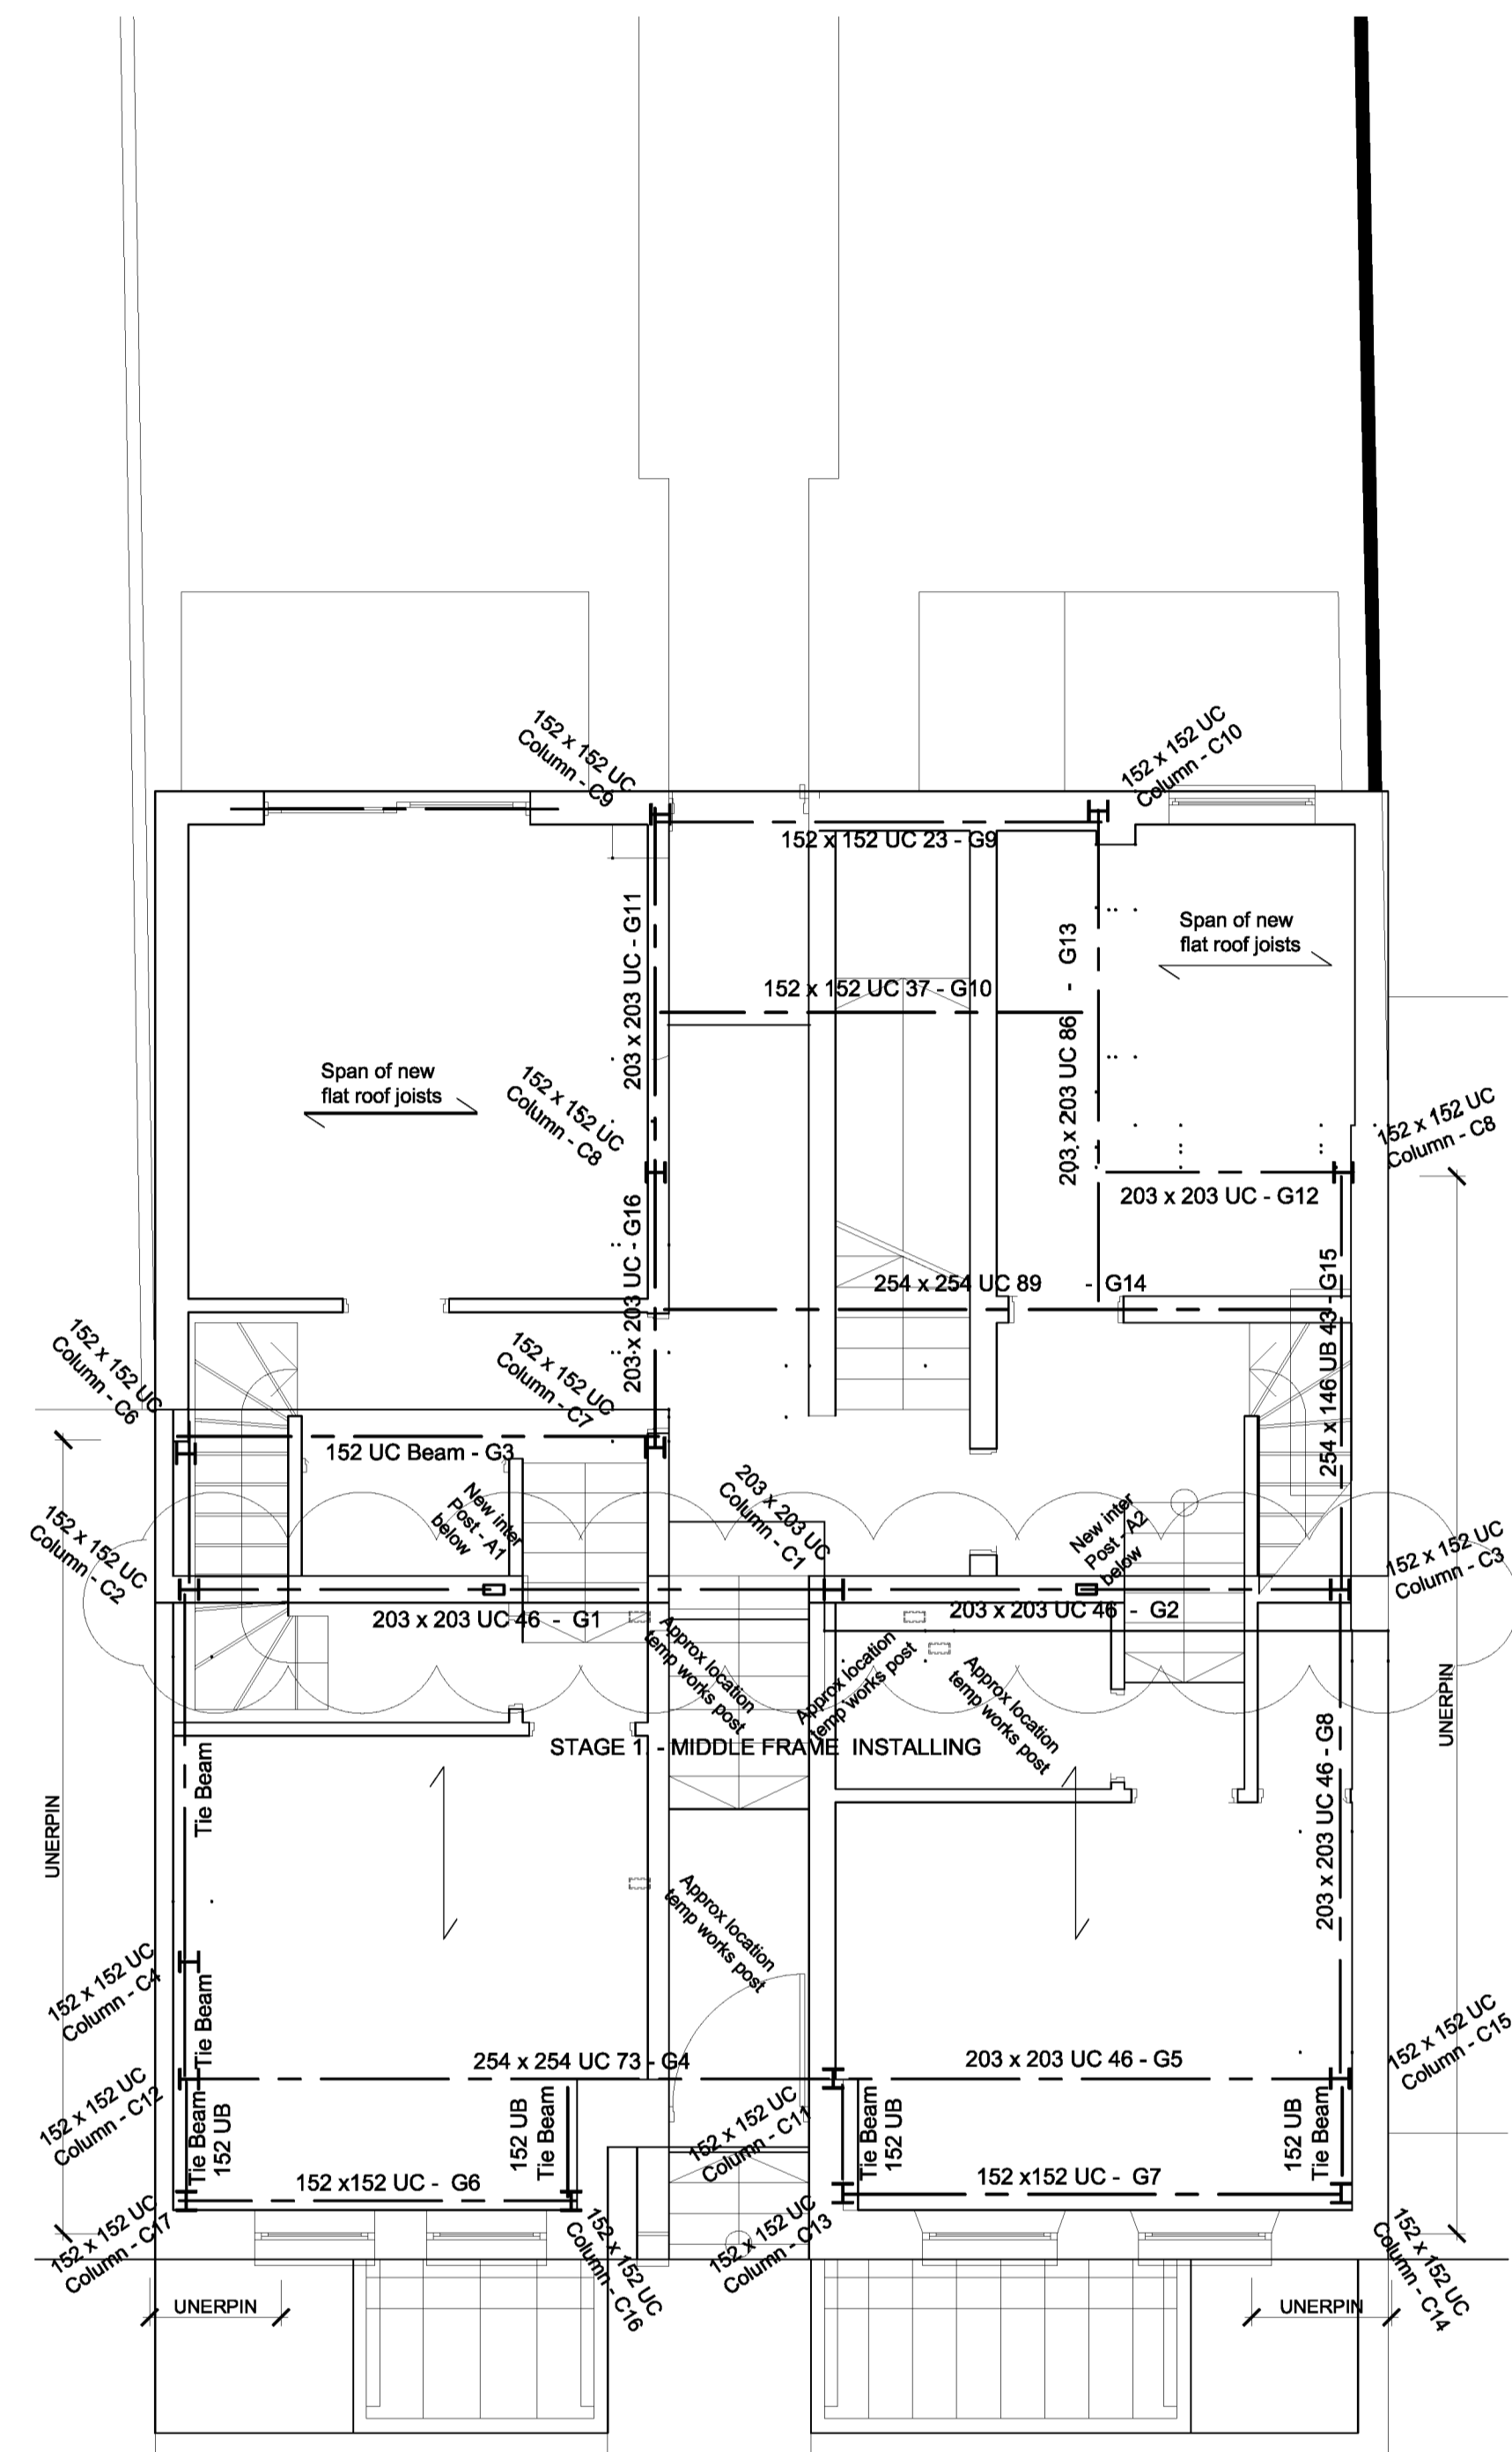 152 x 152 UC
Column - C9
152 x 152 UC
Column - C10
152 x 152 UC 23 - G9
203 x 203 UC - G11
203 x 203 UC 86 - G13
Span of new
flat roof joists
152 x 152 UC 37 - G10
Span of new
flat roof joists
152 x 152 UC
Column - C8
152 x 152 UC
Column - C8
203 x 203 UC - G12
203 x 203 UC - G16
254 x 254 UC 89 - G14
254 x 146 UB 43 - G15
152 x 152 UC
Column - C6
152 x 152 UC
Column - C7
152 UC Beam - G3
203 x 203 UC
Column - C1
New inter
Post - A1
below
New inter
Post - A2
below
152 x 152 UC
Column - C2
152 x 152 UC
Column - C3
203 x 203 UC 46 - G1
203 x 203 UC 46 - G2
Approx location
temp works post
Approx location
temp works post
Approx location
temp works post
STAGE 1 - MIDDLE FRAME INSTALLING
Tie Beam
203 x 203 UC 46 - G8
UNERPIN
UNERPIN
Approx location
temp works post
152 x 152 UC
Column - C4
Tie Beam
254 x 254 UC 73 - G4
203 x 203 UC 46 - G5
152 x 152 UC
Column - C15
152 x 152 UC
Column - C12
Tie Beam
152 UB
152 UB
Tie Beam
152 x 152 UC
Column - C11
Tie Beam
152 UB
152 UB
Tie Beam
152 x152 UC - G6
152 x152 UC - G7
152 x 152 UC
Column - C17
152 x 152 UC
Column - C16
152 x 152 UC
Column - C13
152 x 152 UC
Column - C14
UNERPIN
UNERPIN